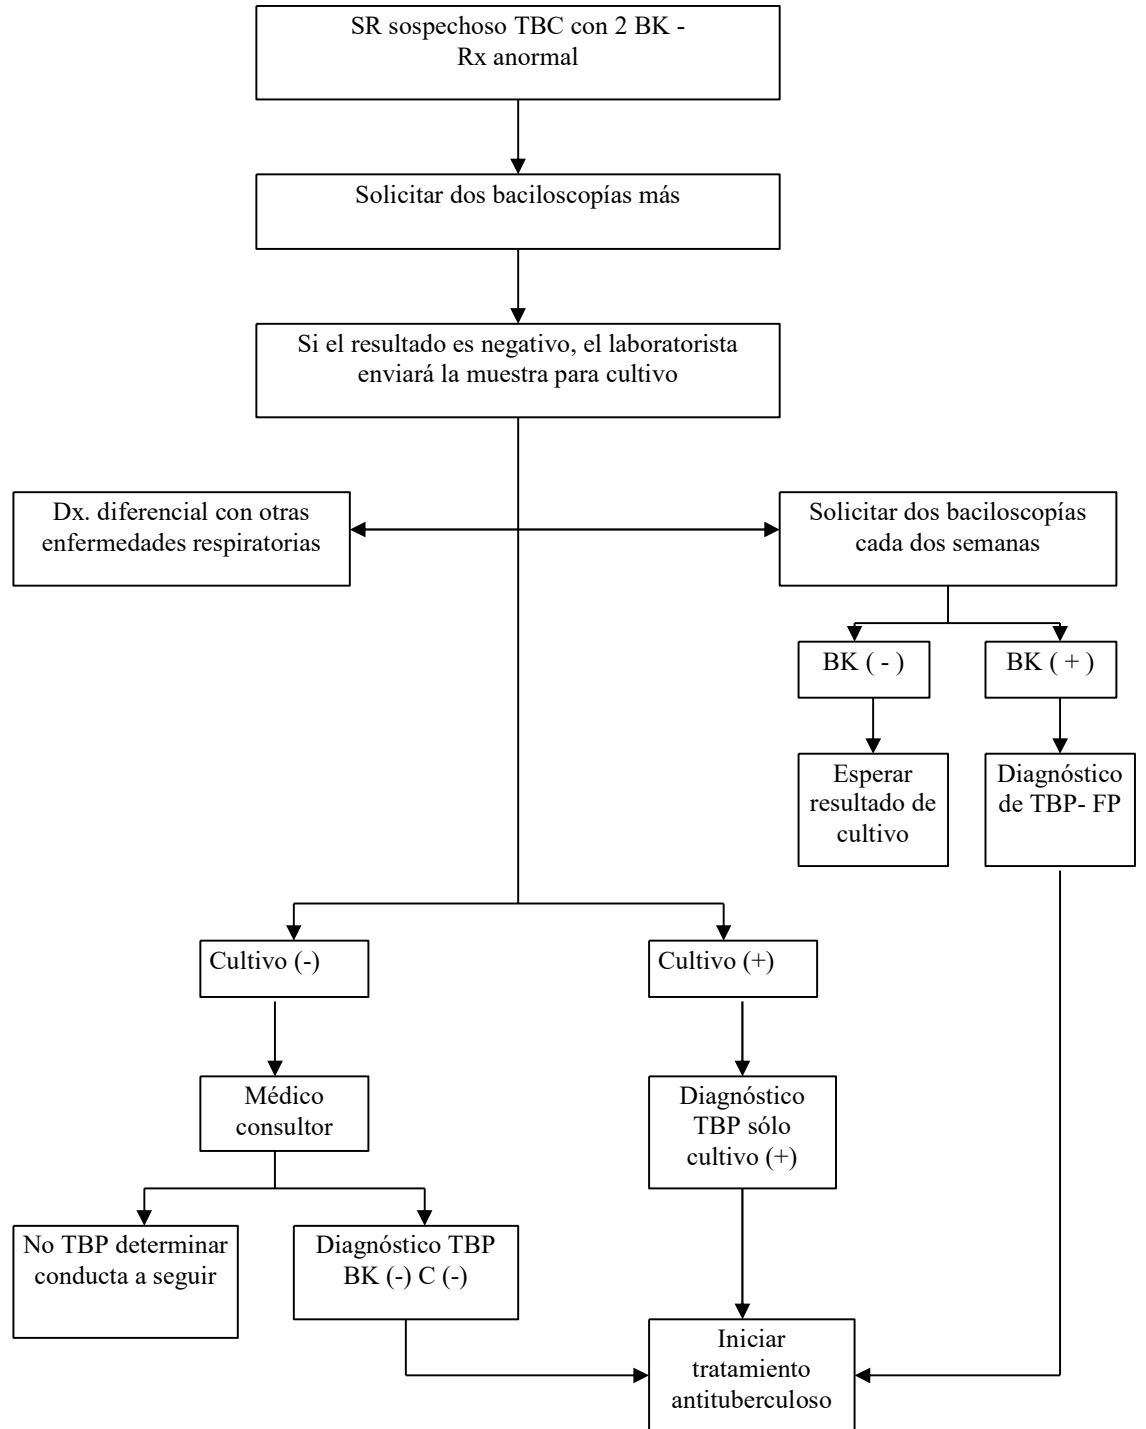 SR sospechoso TBC con 2 BK -
Rx anormal
Solicitar dos baciloscopías más
Si el resultado es negativo, el laboratorista
enviará la muestra para cultivo
Dx. diferencial con otras
enfermedades respiratorias
Solicitar dos baciloscopías
cada dos semanas
BK ( - )
BK ( + )
Esperar
resultado de
cultivo
Diagnóstico
de TBP- FP
Cultivo (-)
Cultivo (+)
Médico
consultor
Diagnóstico
TBP sólo
cultivo (+)
No TBP determinar
conducta a seguir
Diagnóstico TBP
BK (-) C (-)
Iniciar
tratamiento
antituberculoso